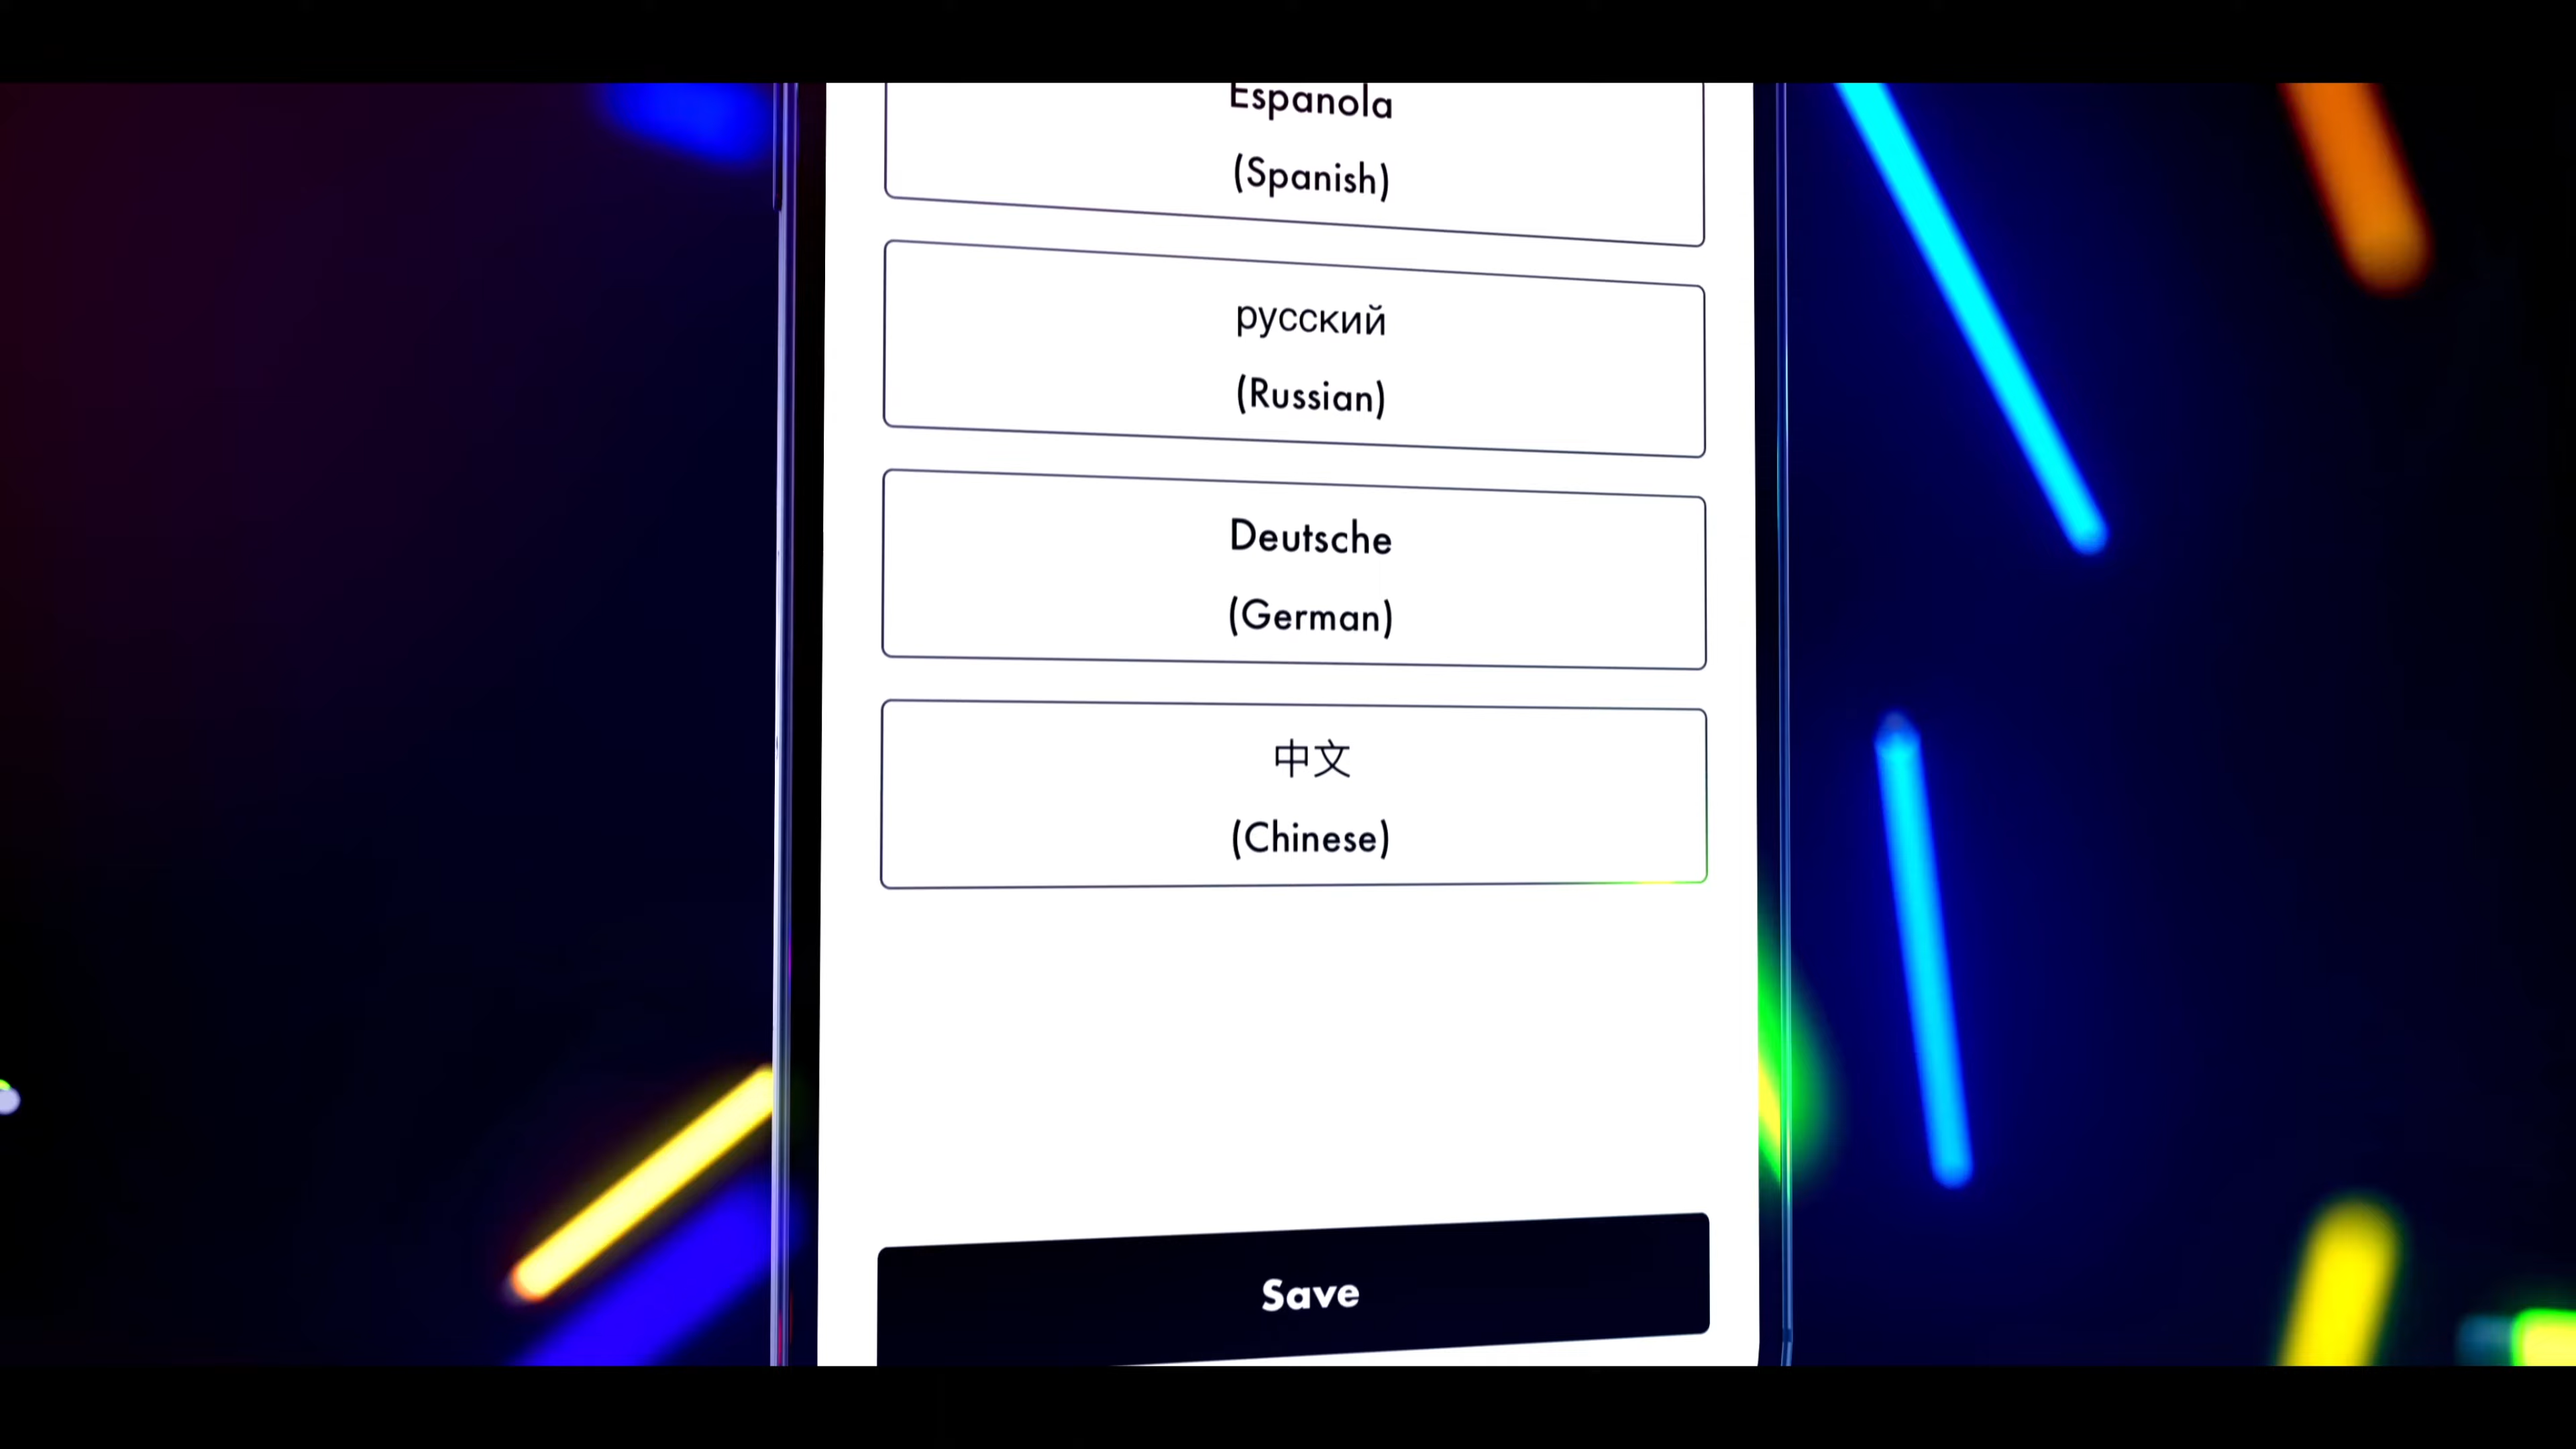 Espanola
(Spanish)
русский
(Russian)
Deutsche
(German)
中文
(Chinese)
Save